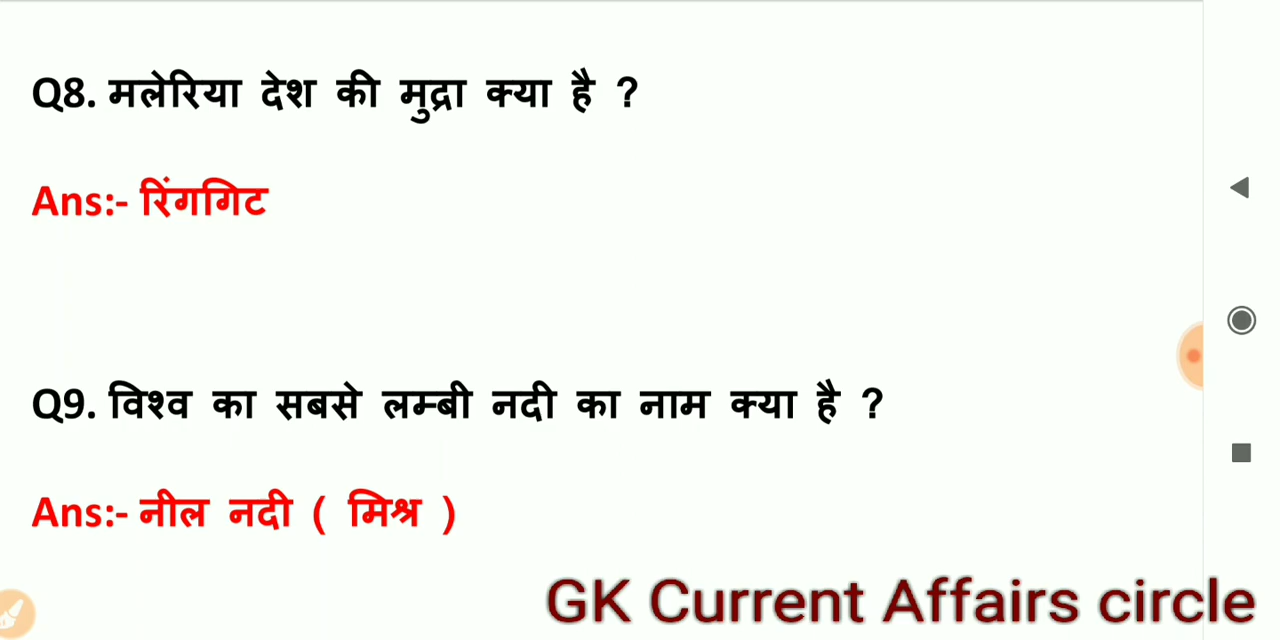 Q8. मलेरिया देश की मुद्रा क्या है ?
Ans:- रिंगगिट
Q9. विश्व का सबसे लम्बी नदी का नाम क्या है ?
Ans:- नील नदी ( मिश्र )
GK Current Affairs circle